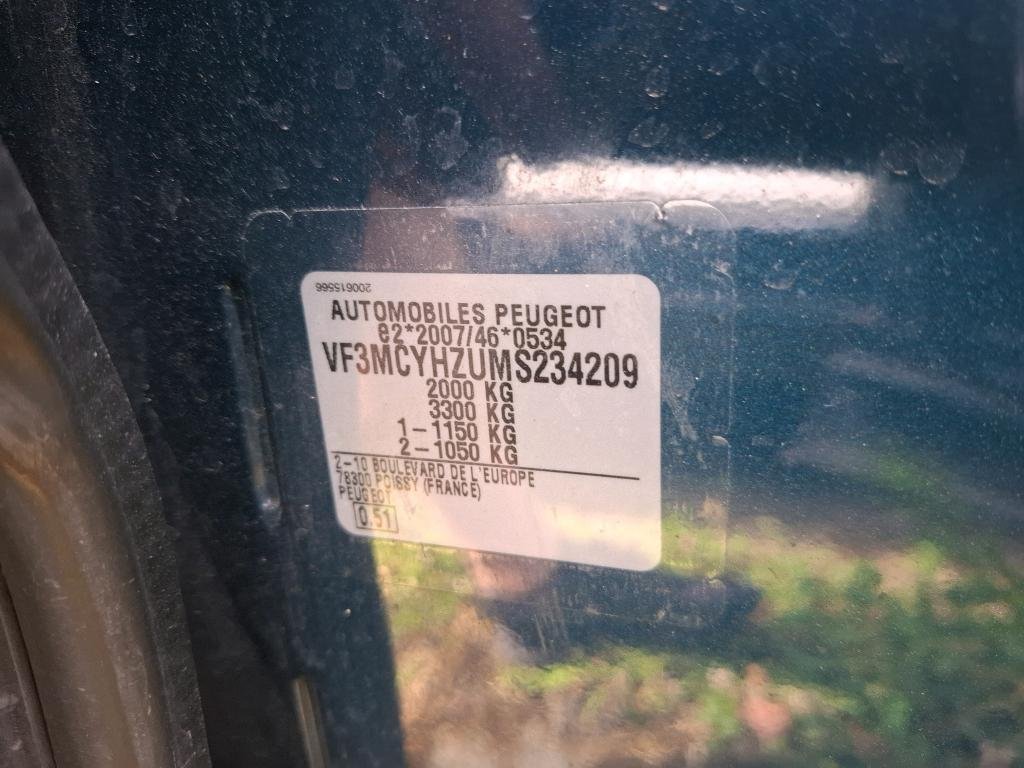 200615566
AUTOMOBILES PEUGEOT
e2*2007/46*0534
VF3MCYHZUMS234209
2000 KG
3300 KG
1-1150 KG
2-1050 KG
2-10 BOULEVARD DE L'EUROPE
78300 POISSY (FRANCE)
PEUGEOT
0.51